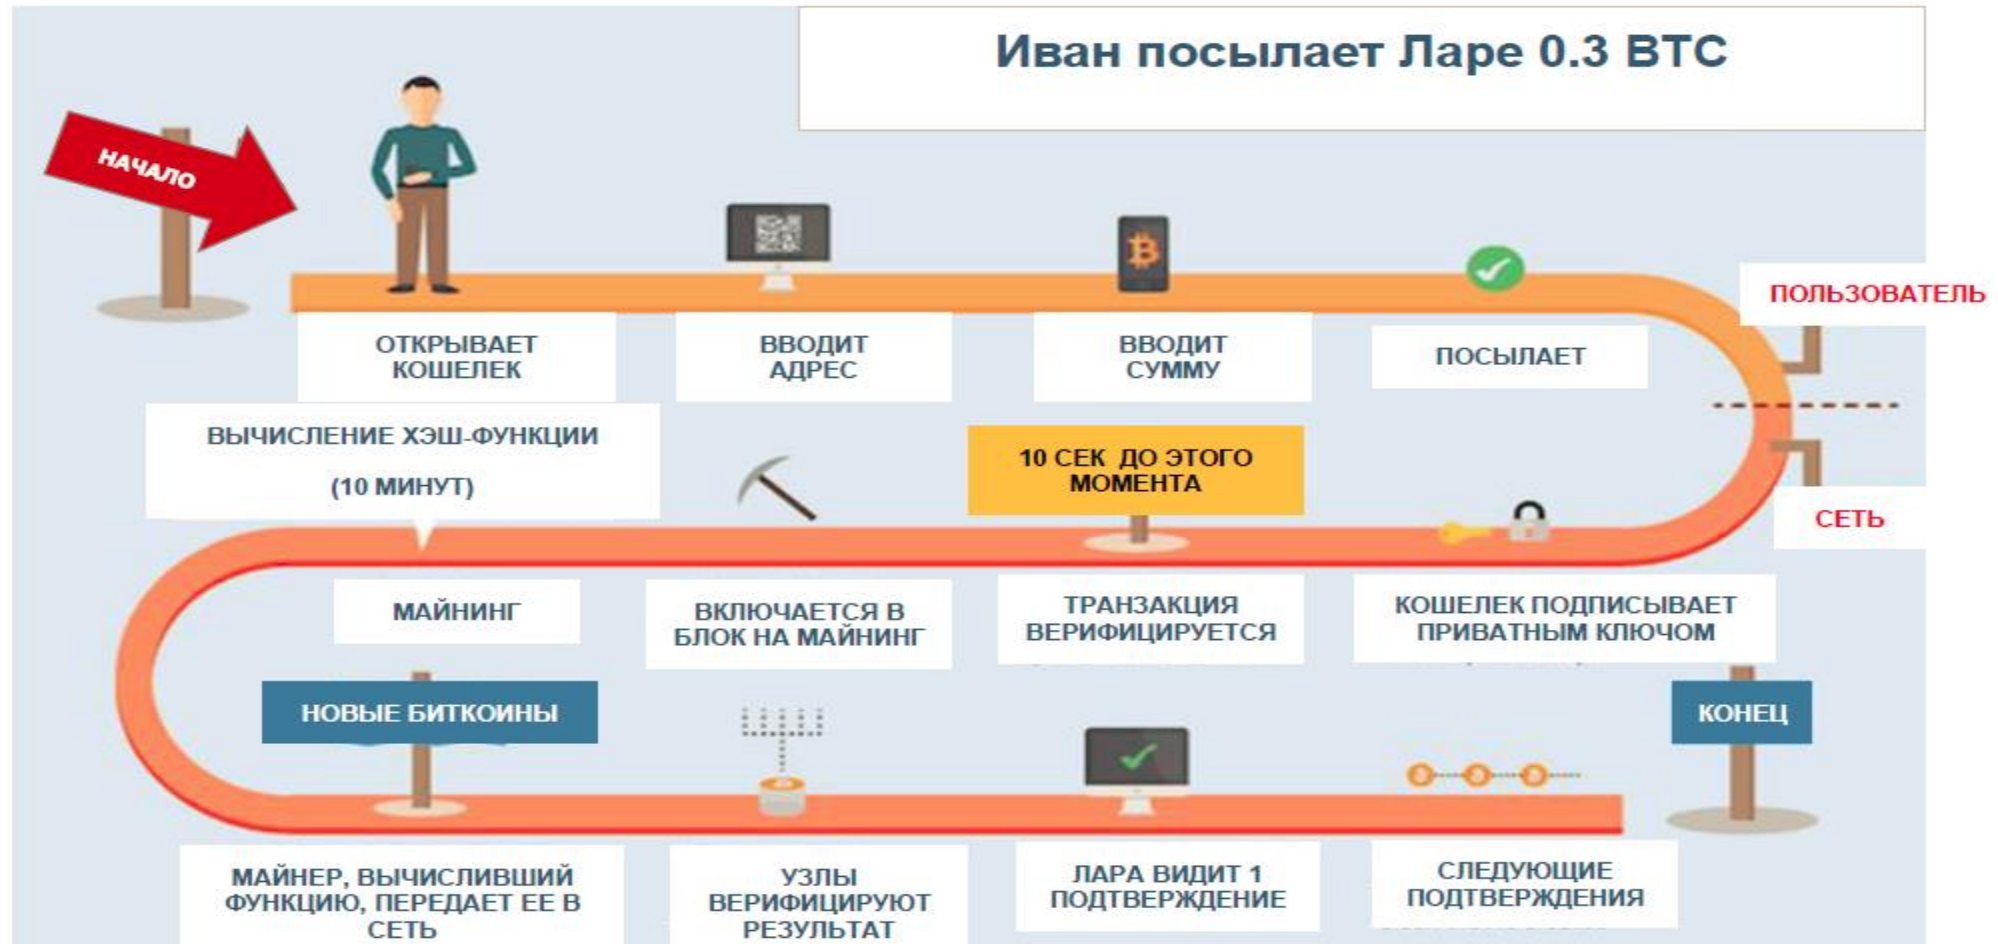 Иван посылает Ларе 0.3 BTC
НАЧАЛО
ПОЛЬЗОВАТЕЛЬ
ОТКРЫВАЕТ
КОШЕЛЕК
ВВОДИТ
АДРЕС
ВВОДИТ
СУММУ
ПОСЫЛАЕТ
ВЫЧИСЛЕНИЕ ХЭШ-ФУНКЦИИ
(10 МИНУТ)
10 СЕК ДО ЭТОГО
МОМЕНТА
СЕТЬ
МАЙНИНГ
ВКЛЮЧАЕТСЯ В
БЛОК НА МАЙНИНГ
ТРАНЗАКЦИЯ
ВЕРИФИЦИРУЕТСЯ
КОШЕЛЕК ПОДПИСЫВАЕТ
ПРИВАТНЫМ КЛЮЧОМ
НОВЫЕ БИТКОИНЫ
КОНЕЦ
МАЙНЕР, ВЫЧИСЛИВШИЙ
ФУНКЦИЮ, ПЕРЕДАЕТ ЕЕ В
СЕТЬ
УЗЛЫ
ВЕРИФИЦИРУЮТ
РЕЗУЛЬТАТ
ЛАРА ВИДИТ 1
ПОДТВЕРЖДЕНИЕ
СЛЕДУЮЩИЕ
ПОДТВЕРЖДЕНИЯ